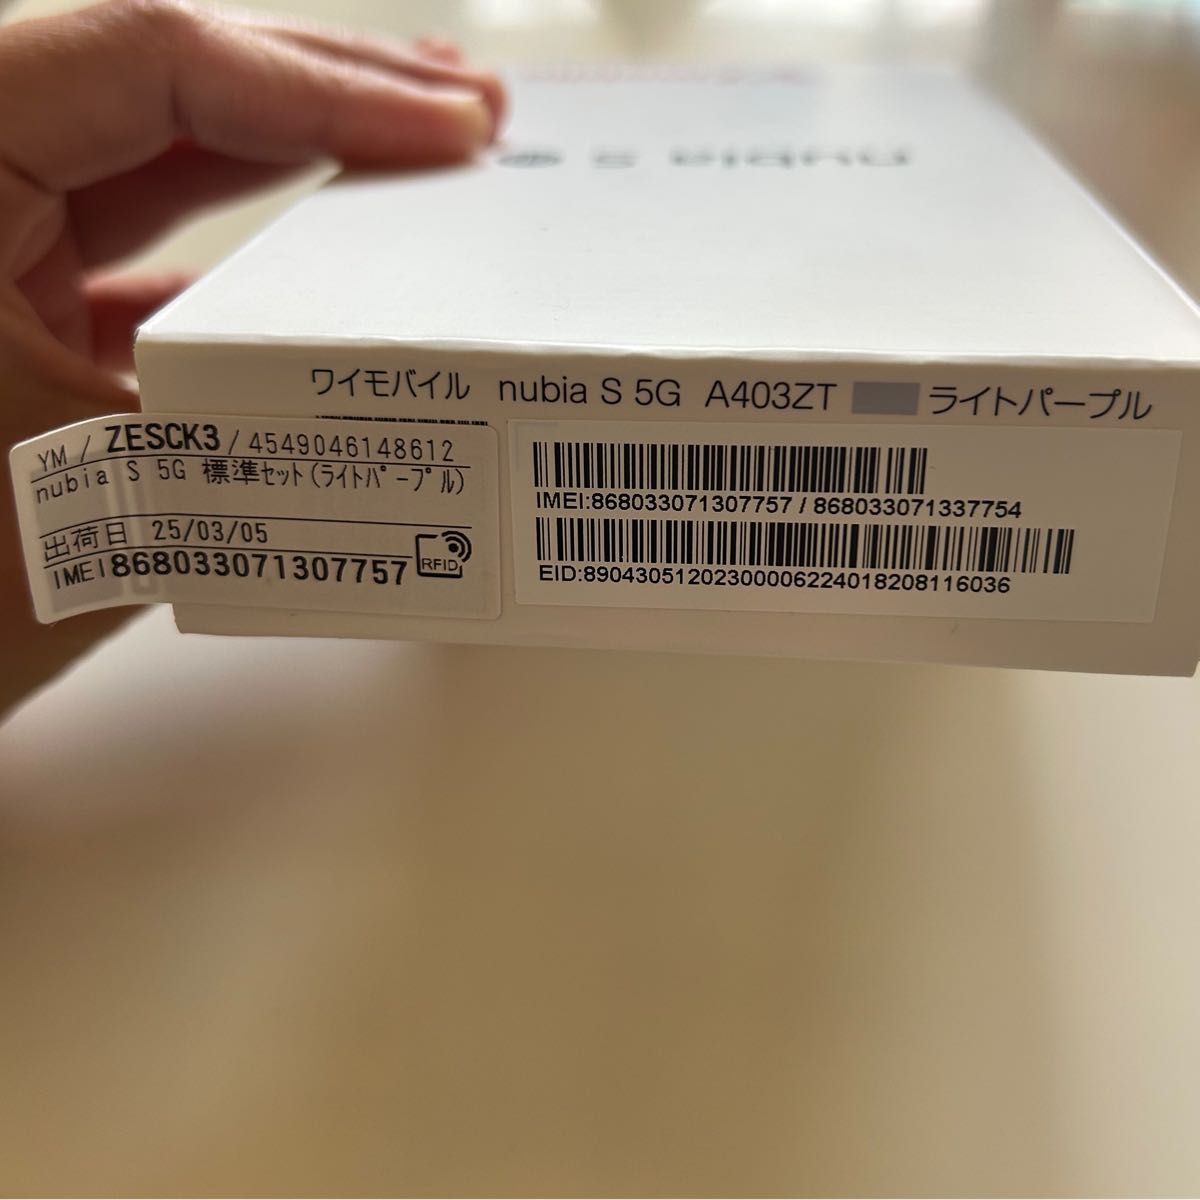 nubia S
ワイモバイル nubia S 5G A403ZT ライトパープル
YM / ZESCK3 / 4549046148612
nubia S 5G 標準セット(ライトパープル)
出荷日 25/03/05
IMEI868033071307757
RFID
IMEI:868033071307757 / 868033071337754
EID:89043051202300006224018208116036